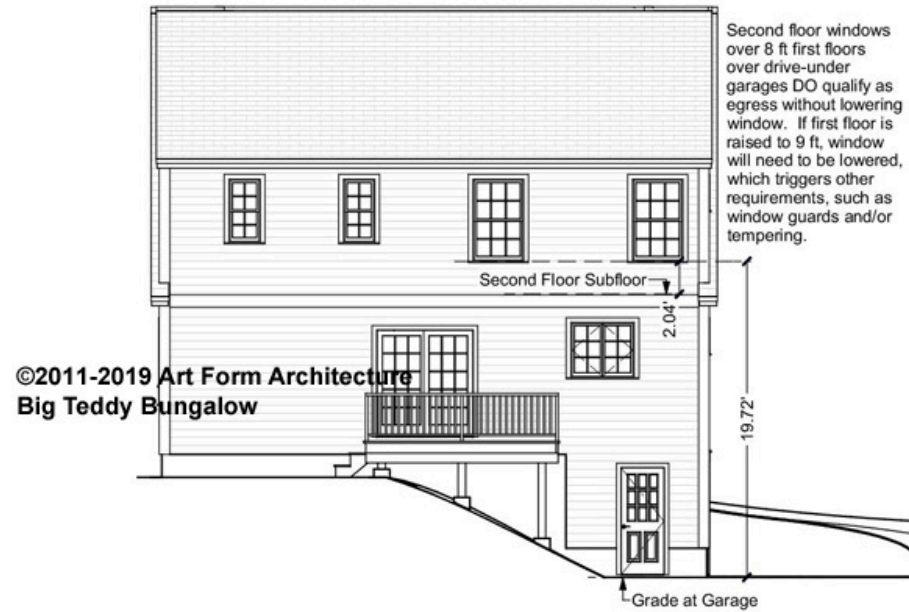 Second floor windows
over 8 ft first floors
over drive-under
garages DO qualify as
egress without lowering
window.  If first floor is
raised to 9 ft, window
will need to be lowered,
which triggers other
requirements, such as
window guards and/or
tempering.
Second Floor Subfloor
2.04'
©2011-2019 Art Form Architecture
Big Teddy Bungalow
19.72'
Grade at Garage